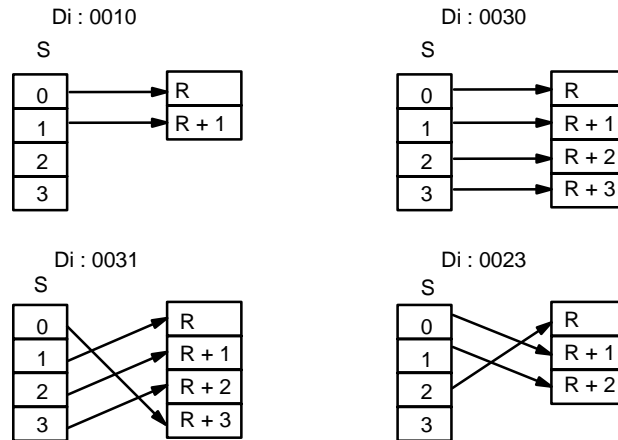 Di : 0010
S
0
1
2
3
R
R + 1
Di : 0030
S
0
1
2
3
R
R + 1
R + 2
R + 3
Di : 0031
S
0
1
2
3
R
R + 1
R + 2
R + 3
Di : 0023
S
0
1
2
3
R
R + 1
R + 2